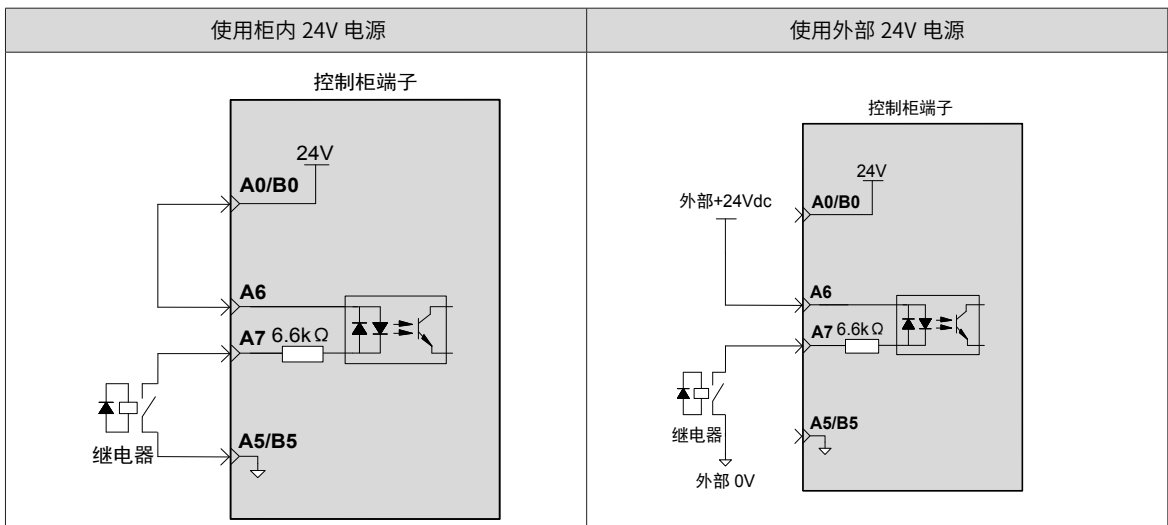 使用柜内 24V 电源
使用外部 24V 电源
控制柜端子
24V
A0/B0
A6
A7 6.6kΩ
继电器
A5/B5
控制柜端子
24V
外部+24Vdc
A0/B0
A6
A7 6.6kΩ
继电器
A5/B5
外部 0V